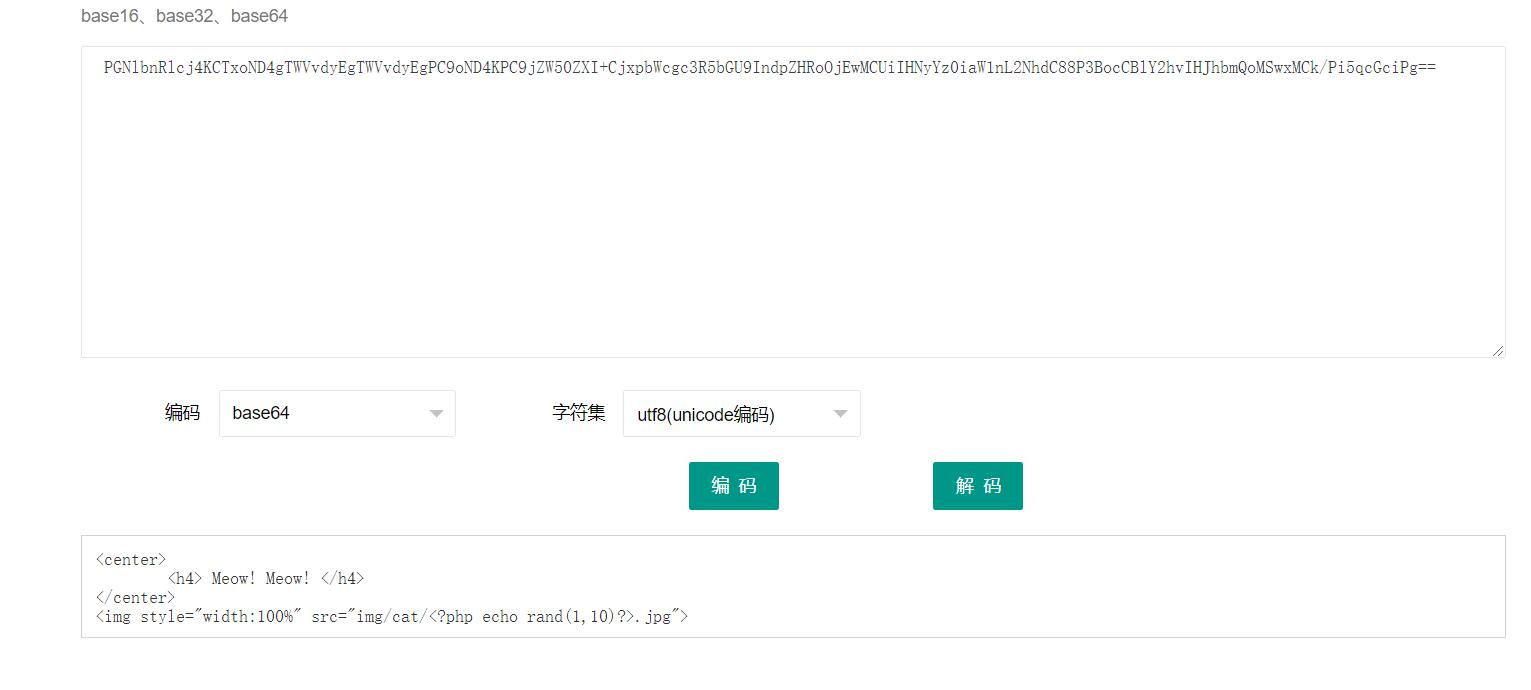 base16、base32、base64
PGNlbnRlcj4KCTxoND4gTWVvdyEgTWVvdyEgPC9oND4KPC9jZW50ZXI+CjxpbWcgc3R5bGU9IndpZHRoOjEwMCUiIHNyYz0iaW1nL2NhdC88P3BocCBlY2hvIHJhbmQoMSwxMCk/Pi5qcGciPg==
编码 base64 字符集 utf8(unicode编码)
编 码 解 码
<center>
<h4> Meow! Meow! </h4>
</center>
<img style="width:100%" src="img/cat/<?php echo rand(1,10)?>.jpg">